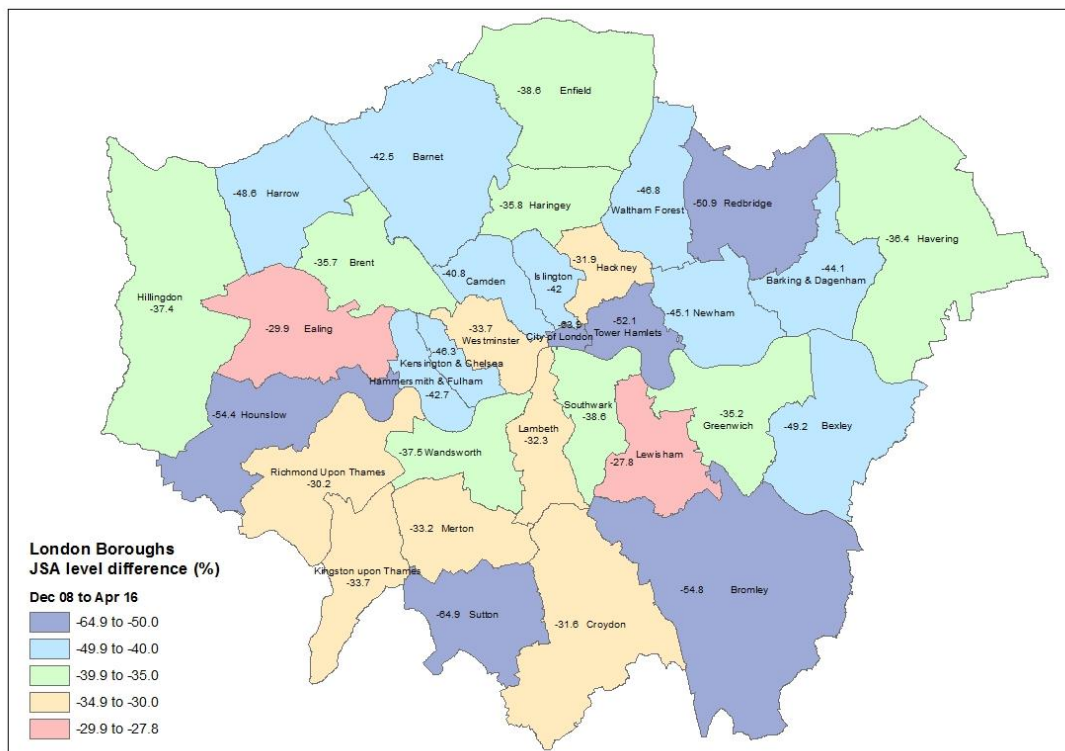 -38.6 Enfield
-42.5 Barnet
-48.6 Harrow
-46.8
Waltham Forest
-50.9 Redbridge
-35.8 Haringey
-36.4 Havering
-35.7 Brent
-31.9
Hackney
-40.8
Camden
Islington
-42
-44.1
Barking & Dagenham
Hillingdon
-37.4
-29.9 Ealing
-33.7
Westminster
-63.9
City of London
-52.1
Tower Hamlets
-45.1 Newham
-46.3
Kensington & Chelsea
Hammersmith & Fulham
-42.7
-54.4 Hounslow
Southwark
-38.6
-35.2
Greenwich
-49.2 Bexley
Lambeth
-32.3
-37.5 Wandsworth
Lewisham
-27.8
Richmond Upon Thames
-30.2
-33.2 Merton
Kingston upon Thames
-33.7
-64.9 Sutton
-31.6 Croydon
-54.8 Bromley
London Boroughs
JSA level difference (%)
Dec 08 to Apr 16
-64.9 to -50.0
-49.9 to -40.0
-39.9 to -35.0
-34.9 to -30.0
-29.9 to -27.8